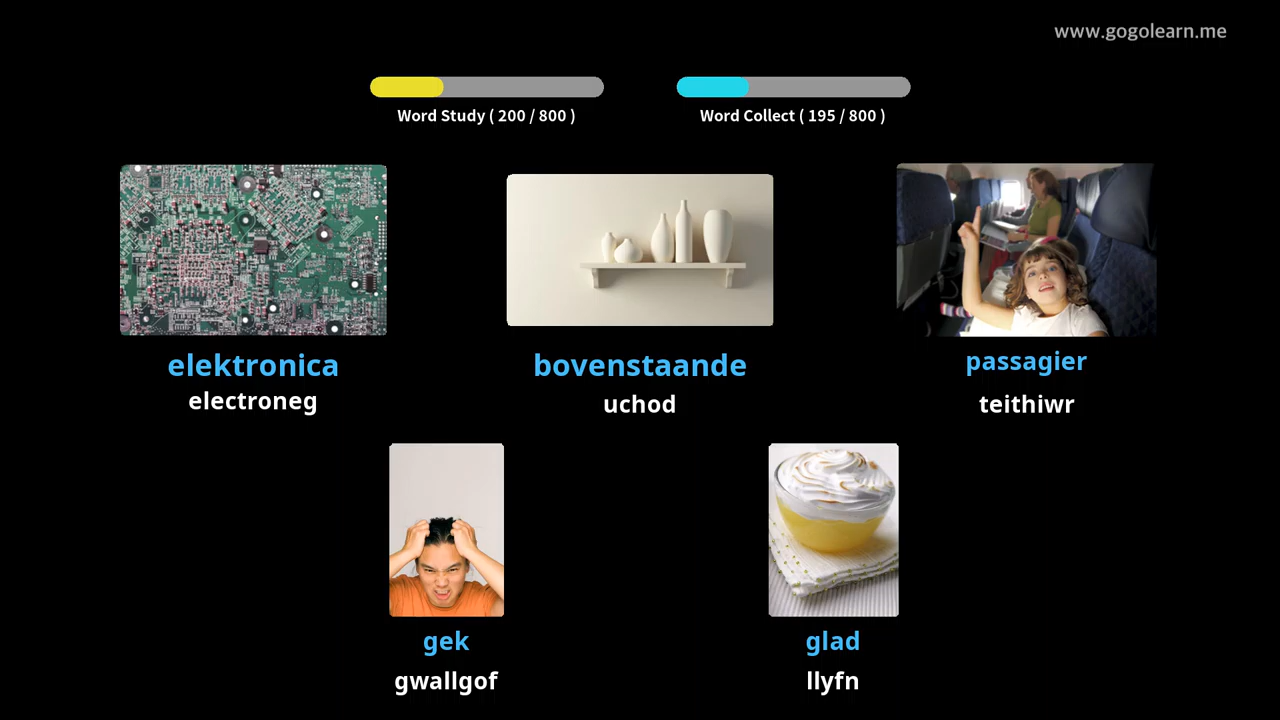 www.gogolearn.me
Word Study ( 200 / 800 )
Word Collect ( 195 / 800 )
elektronica
electroneg
bovenstaande
uchod
passagier
teithiwr
gek
gwallgof
glad
llyfn